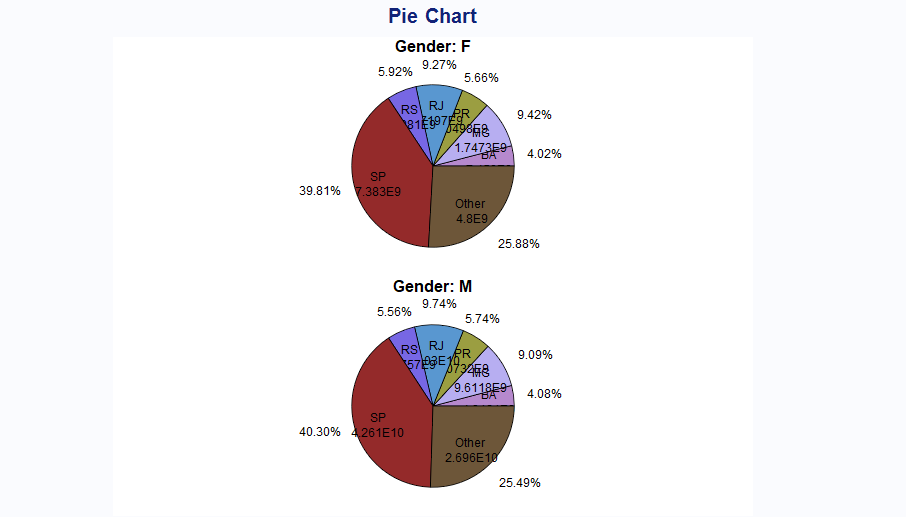 Pie Chart
Gender: F
9.27%
5.92%
5.66%
9.42%
4.02%
RS
RJ
PR
MG
1.7473E9
BA
39.81%
SP
7.383E9
Other
4.8E9
25.88%
Gender: M
9.74%
5.56%
5.74%
9.09%
4.08%
RS
RJ
PR
MG
9.6118E9
BA
40.30%
SP
4.261E10
Other
2.696E10
25.49%